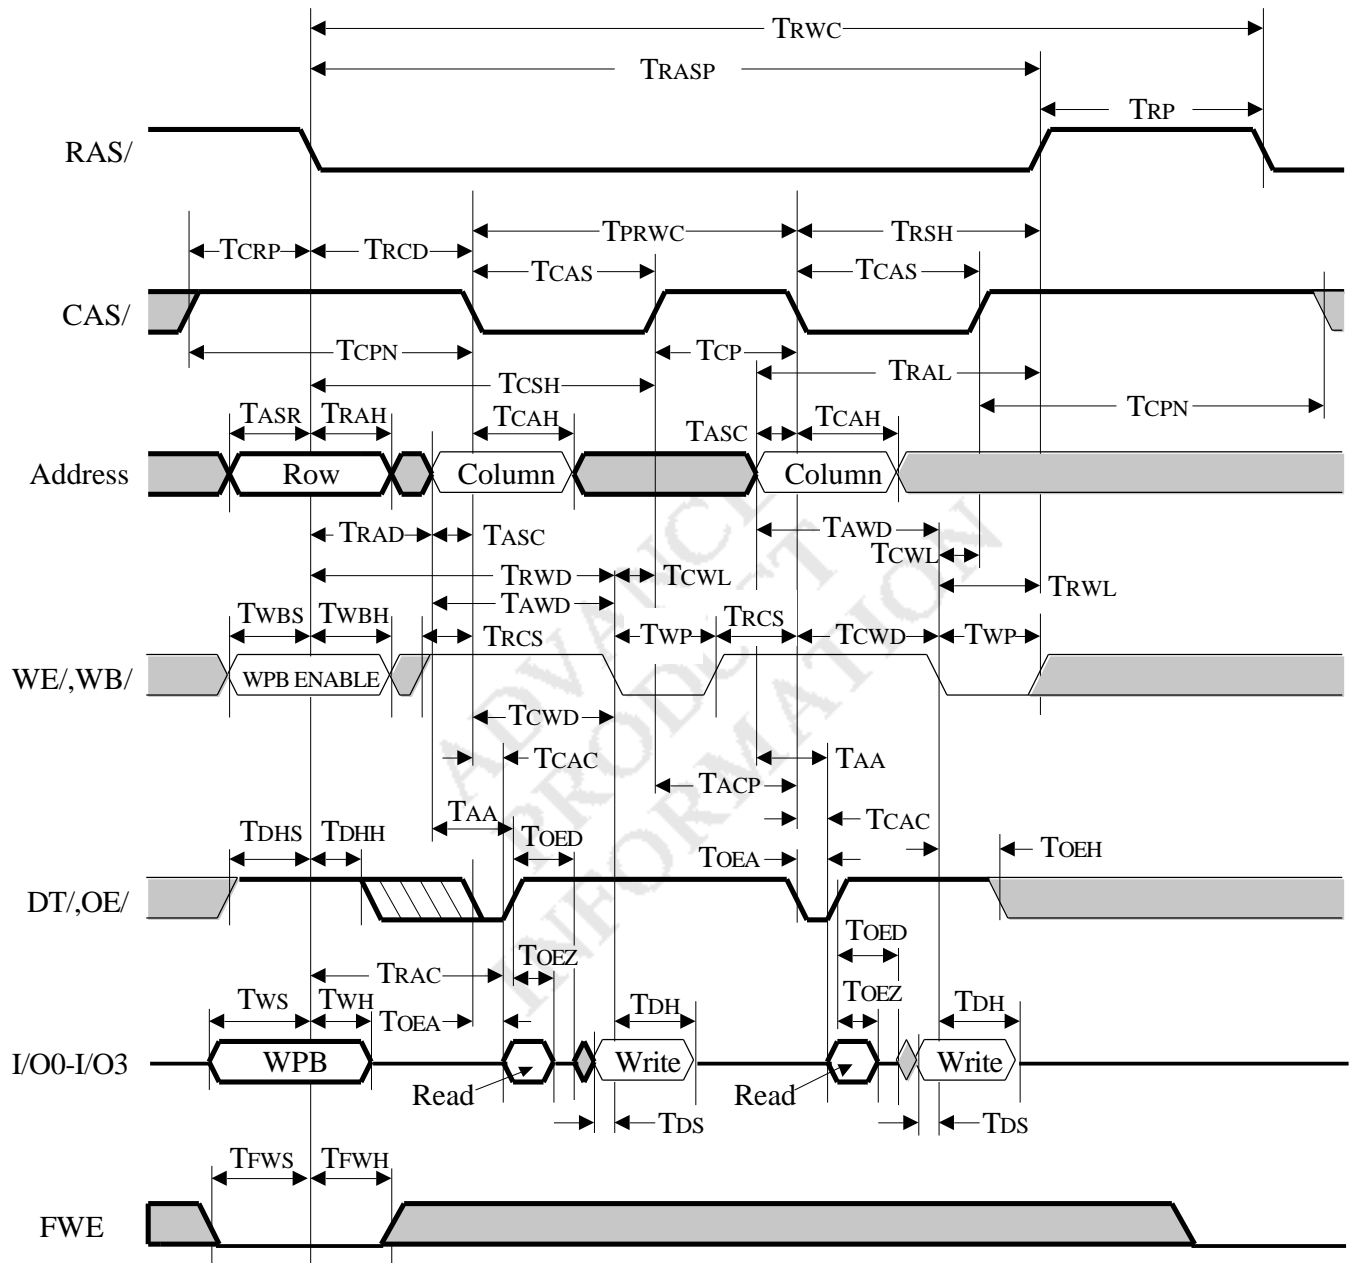 TRWC
TRASP
TRP
RAS/
TPRWC TRSH
TCRP TRCD
TCAS TCAS
CAS/
TCPN TCP
TCSH TRAL
TCPN
TASR TRAH TCAH TASC TCAH
Address Row Column Column
TRAD TASC TAWD
TCWL
TRWD TCWL TRWL
TAWD
TWBS TWBH TRCS TWP TRCS TCWD TWP
WE/,WB/ WPB ENABLE
TCWD
TCAC TAA
TACP
TAA TCAC
TDHS TDHH TOED TOEA TOEH
DT/,OE/
TOED
TRAC TOEZ
TOEZ
TWS TWH TOEA TDH TDH
I/O0-I/O3 WPB Write Write
Read Read
TDS TDS
TFWS TFWH
FWE
ADVANCE
PRODUCT
INFORMATION